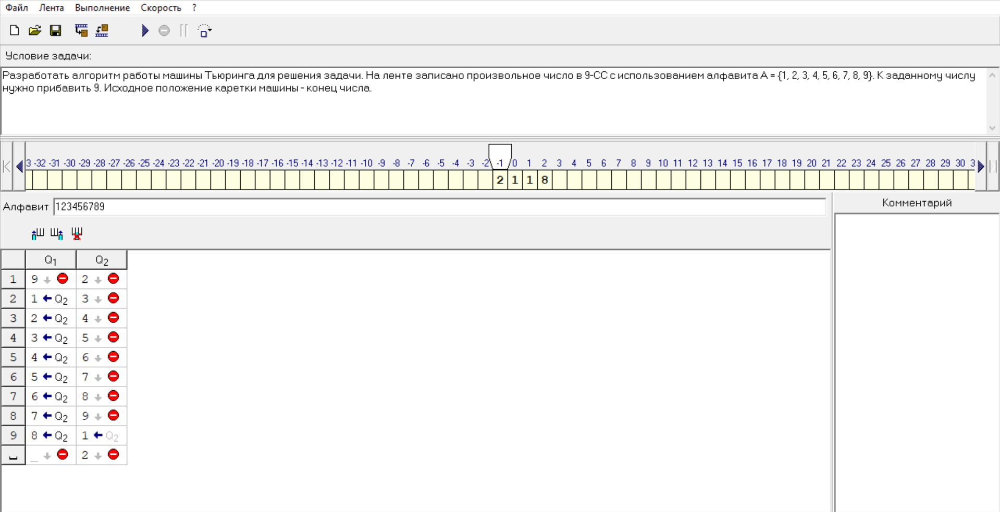 Файл Лента Выполнение Скорость ?
Условие задачи:
Разработать алгоритм работы машины Тьюринга для решения задачи. На ленте записано произвольное число в 9-СС с использованием алфавита A = {1, 2, 3, 4, 5, 6, 7, 8, 9}. К заданному числу
нужно прибавить 9. Исходное положение каретки машины - конец числа.
3 -32 -31 -30 -29 -28 -27 -26 -25 -24 -23 -22 -21 -20 -19 -18 -17 -16 -15 -14 -13 -12 -11 -10 -9 -8 -7 -6 -5 -4 -3 -2 -1 0 1 2 3 4 5 6 7 8 9 10 11 12 13 14 15 16 17 18 19 20 21 22 23 24 25 26 27 28 29 30 3
2 1 1 8
Алфавит 123456789
Комментарий
Q1 Q2
1 9 ↓ 2 ↓
2 1 ← Q2 3 ↓
3 2 ← Q2 4 ↓
4 3 ← Q2 5 ↓
5 4 ← Q2 6 ↓
6 5 ← Q2 7 ↓
7 6 ← Q2 8 ↓
8 7 ← Q2 9 ↓
9 8 ← Q2 1 ← Q2
␣ _ ↓ 2 ↓